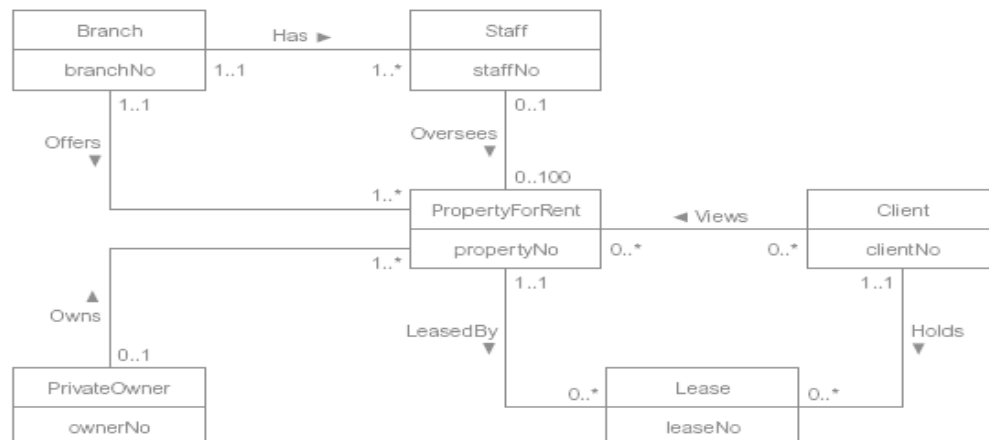 Branch
Has ►
Staff
branchNo
1..1
1..*
staffNo
1..1
0..1
Offers
▼
Oversees
▼
1..*
0..100
PropertyForRent
◄ Views
Client
propertyNo
0..*
0..*
clientNo
1..*
1..1
1..1
▲
Owns
LeasedBy
▼
Holds
▼
0..1
PrivateOwner
0..*
Lease
0..*
ownerNo
leaseNo